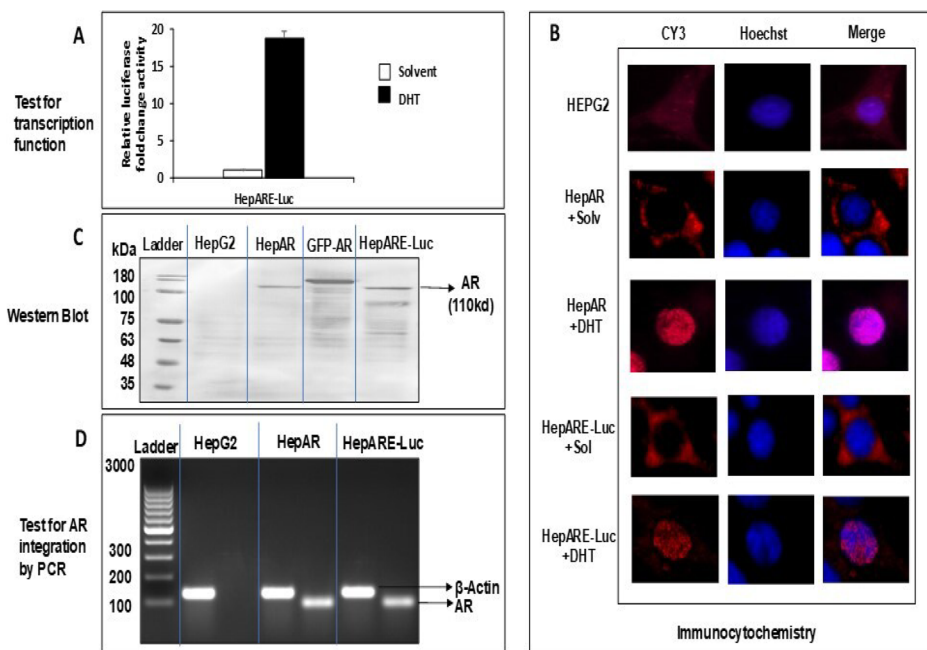 A
Test for
transcription
function
Relative luciferase
fold change activity
20
15
10
5
0
Solvent
DHT
HepARE-Luc
C
Western Blot
kDa
Ladder
HepG2
HepAR
GFP-AR
HepARE-Luc
180
100
75
63
48
35
AR
(110kd)
D
Test for AR
integration
by PCR
Ladder
HepG2
HepAR
HepARE-Luc
3000
300
200
100
β-Actin
AR
B
CY3
Hoechst
Merge
HEPG2
HepAR
+Solv
HepAR
+DHT
HepARE-Luc
+Sol
HepARE-Luc
+DHT
Immunocytochemistry